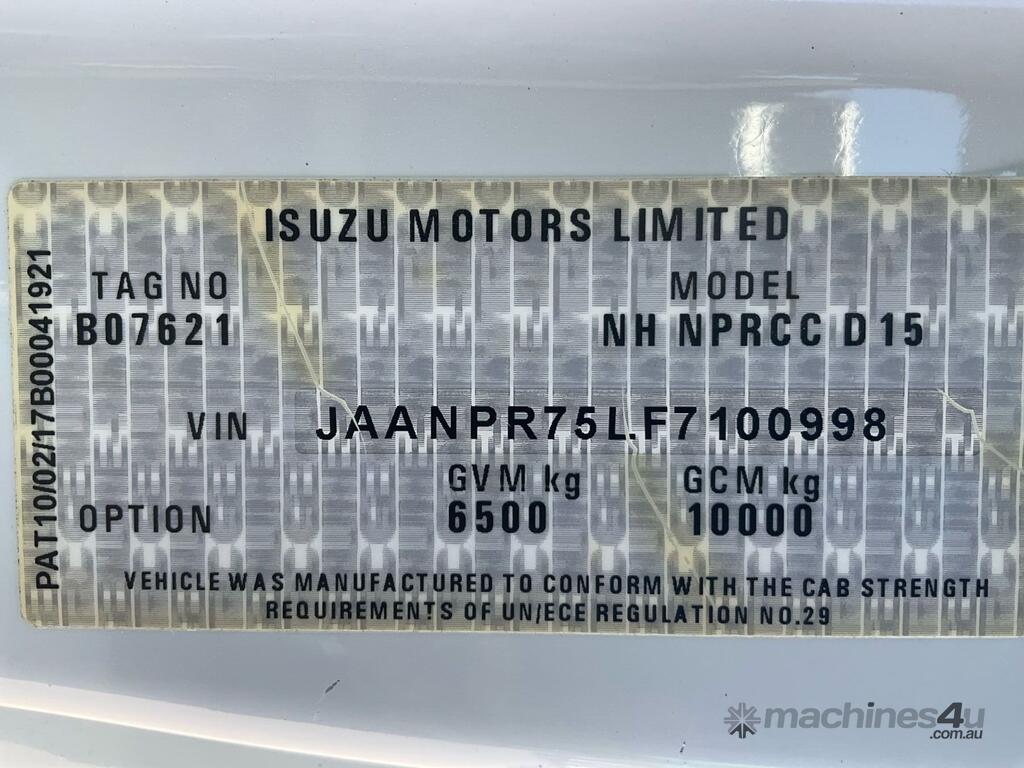 ISUZU MOTORS LIMITED
TAG NO
MODEL
B07621
NH NPRCC D15
VIN JAANPR75LF7100998
GVM kg
GCM kg
OPTION 6500 10000
VEHICLE WAS MANUFACTURED TO CONFORM WITH THE CAB STRENGTH
REQUIREMENTS OF UN/ECE REGULATION NO.29
PAT10/02/17B00041921
machines4u
.com.au